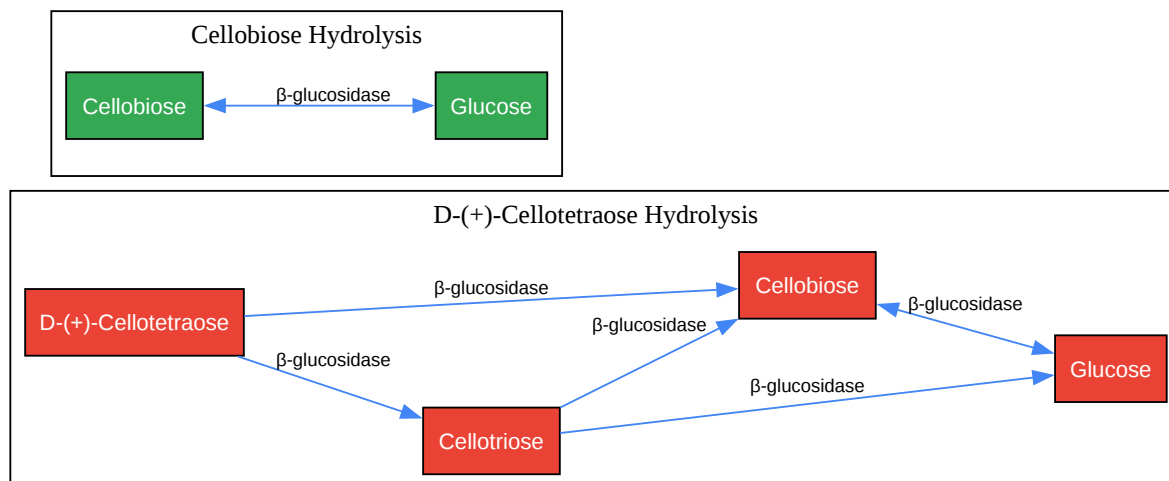 Cellobiose Hydrolysis
Cellobiose
β-glucosidase
Glucose
D-(+)-Cellotetraose Hydrolysis
D-(+)-Cellotetraose
β-glucosidase
β-glucosidase
Cellobiose
β-glucosidase
β-glucosidase
Glucose
β-glucosidase
Cellotriose